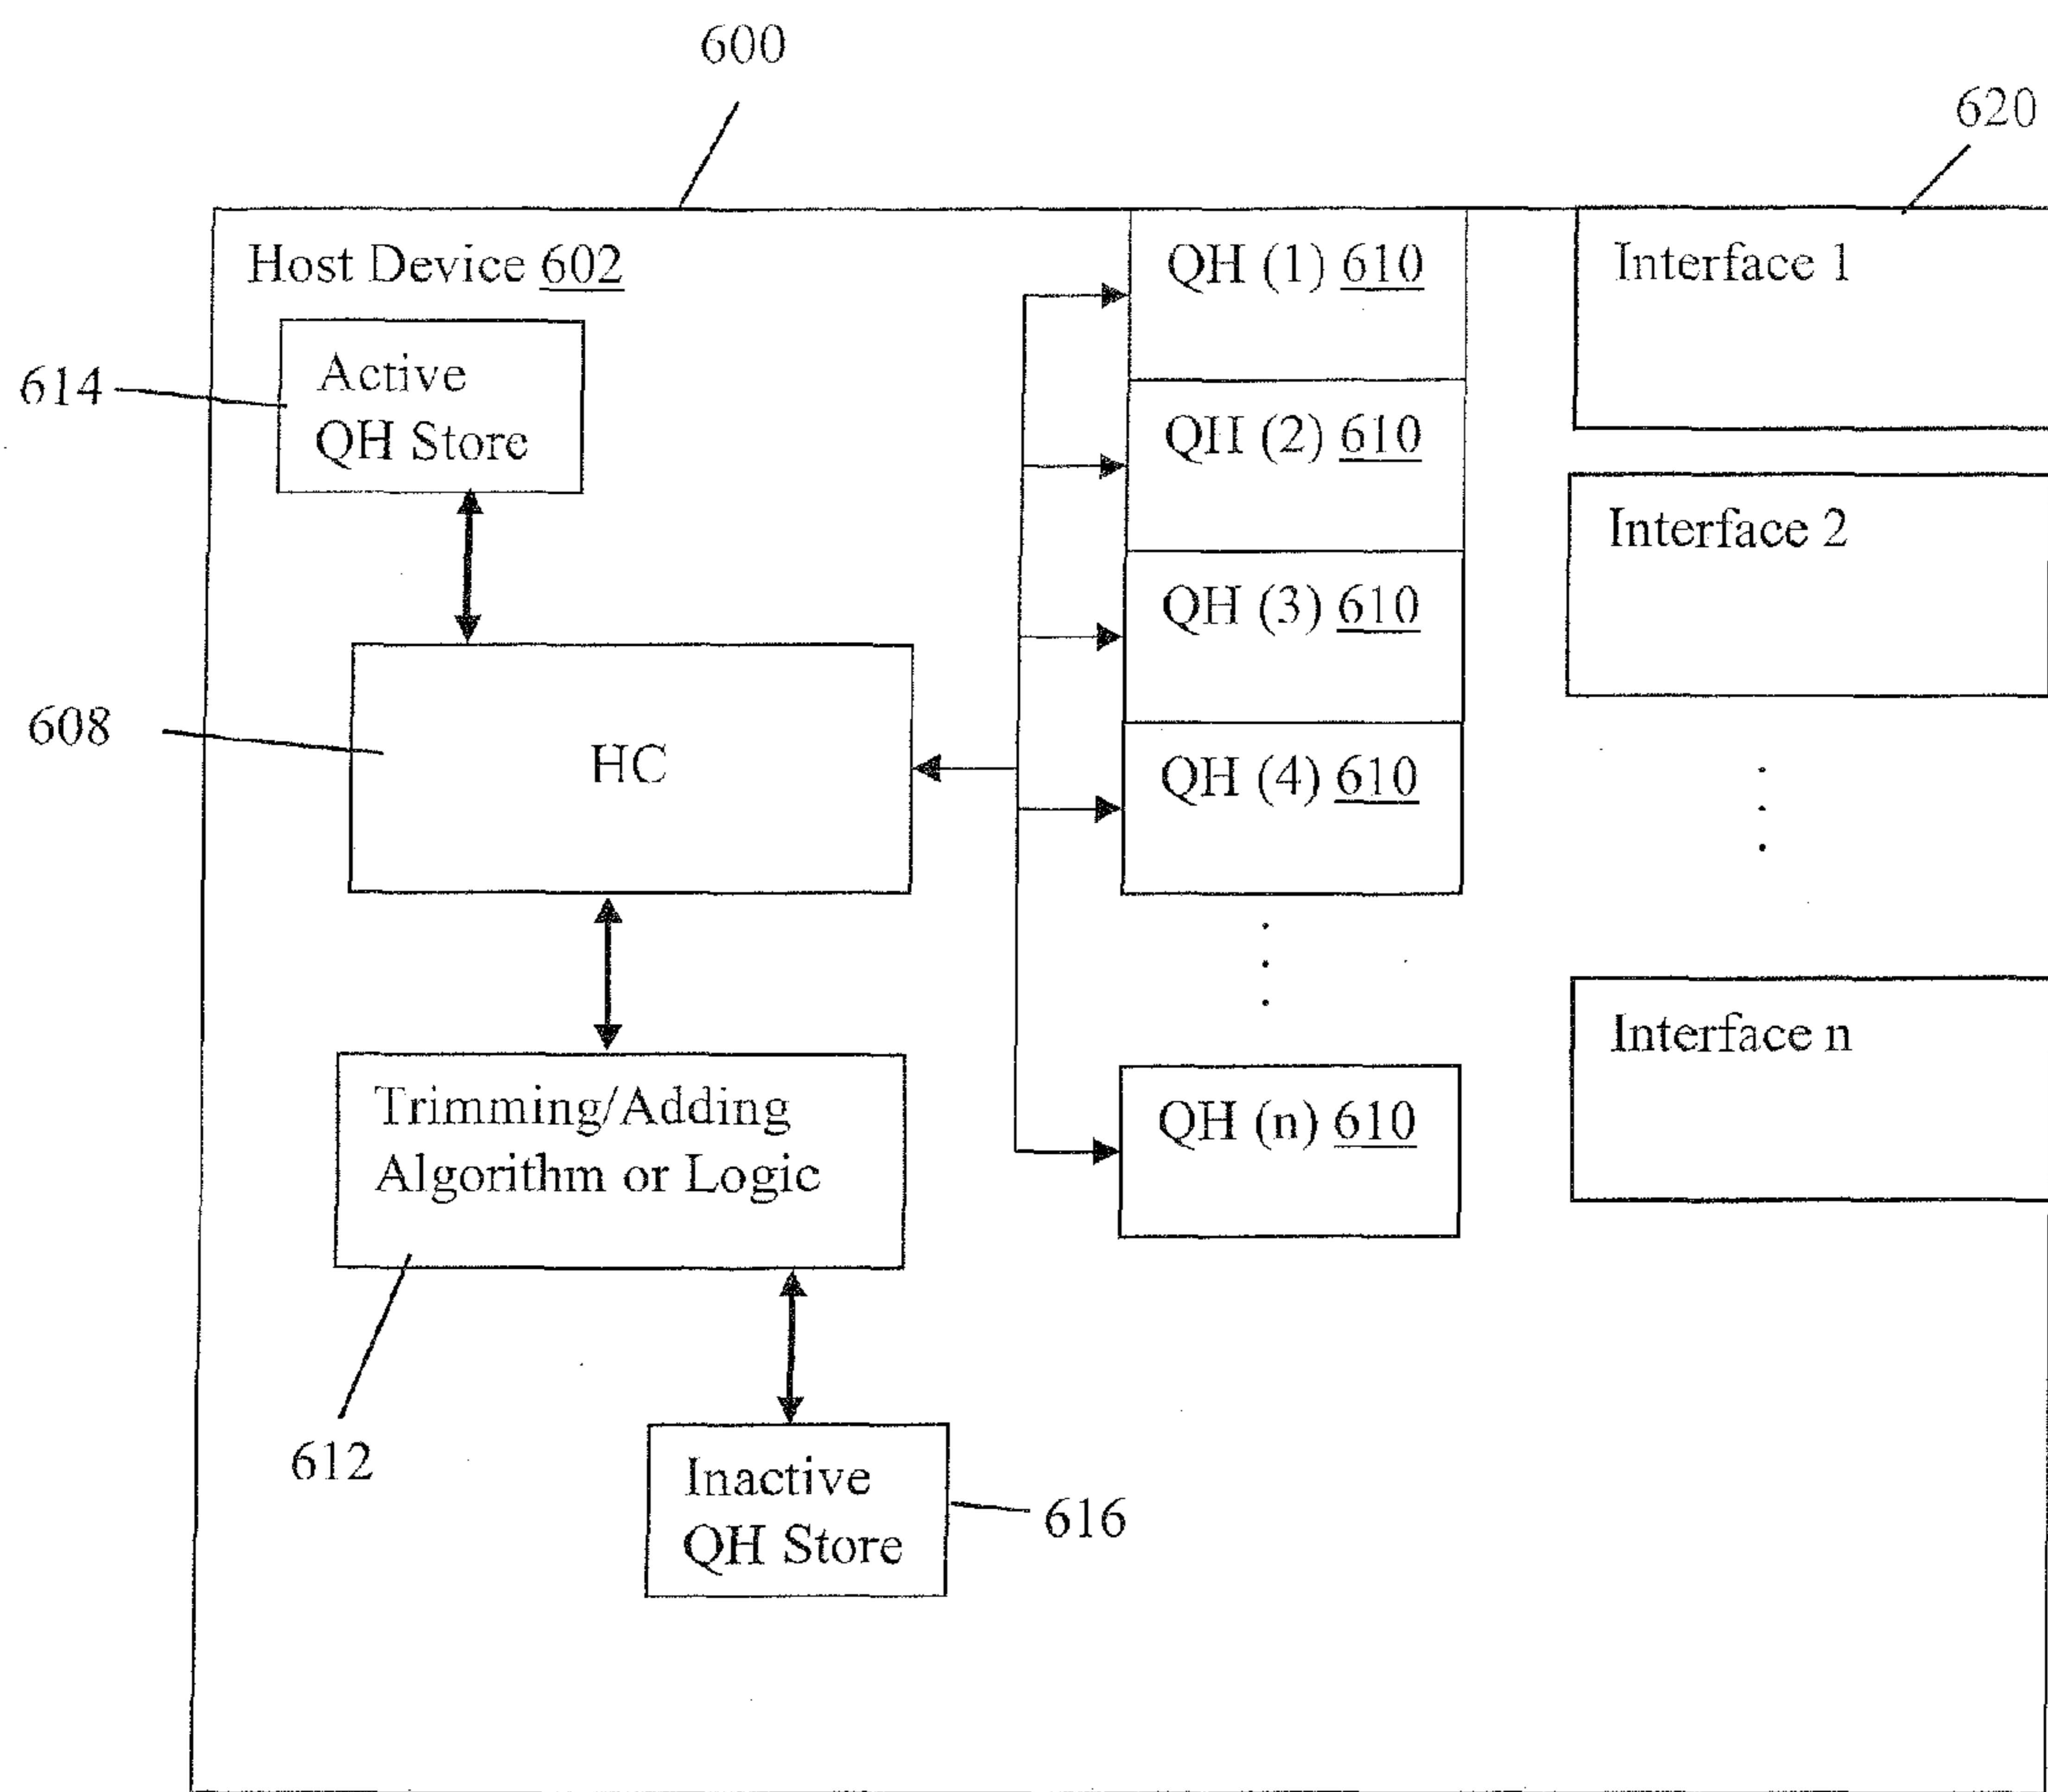 600
620
Host Device 602
QH (1) 610
Interface 1
614
Active
QH Store
QH (2) 610
Interface 2
QH (3) 610
608
HC
QH (4) 610
Interface n
Trimming/Adding
Algorithm or Logic
QH (n) 610
612
Inactive
QH Store
616